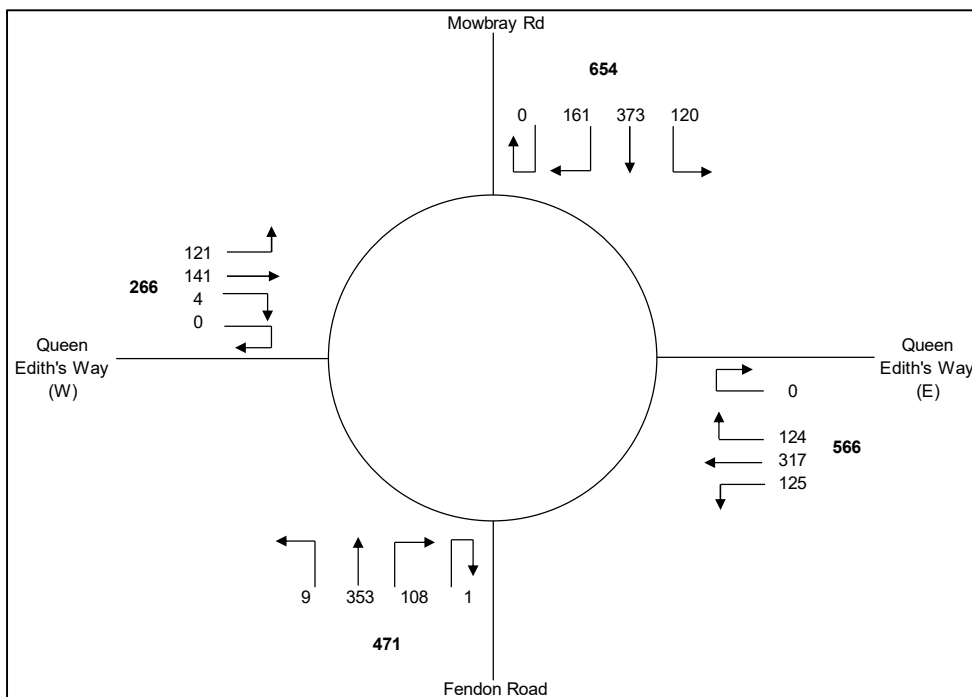 Mowbray Rd
654
0 161 373 120
121
141
266
4
0
Queen
Edith's Way
(W)
Queen
Edith's Way
(E)
0
124
566
317
125
9 353 108 1
471
Fendon Road